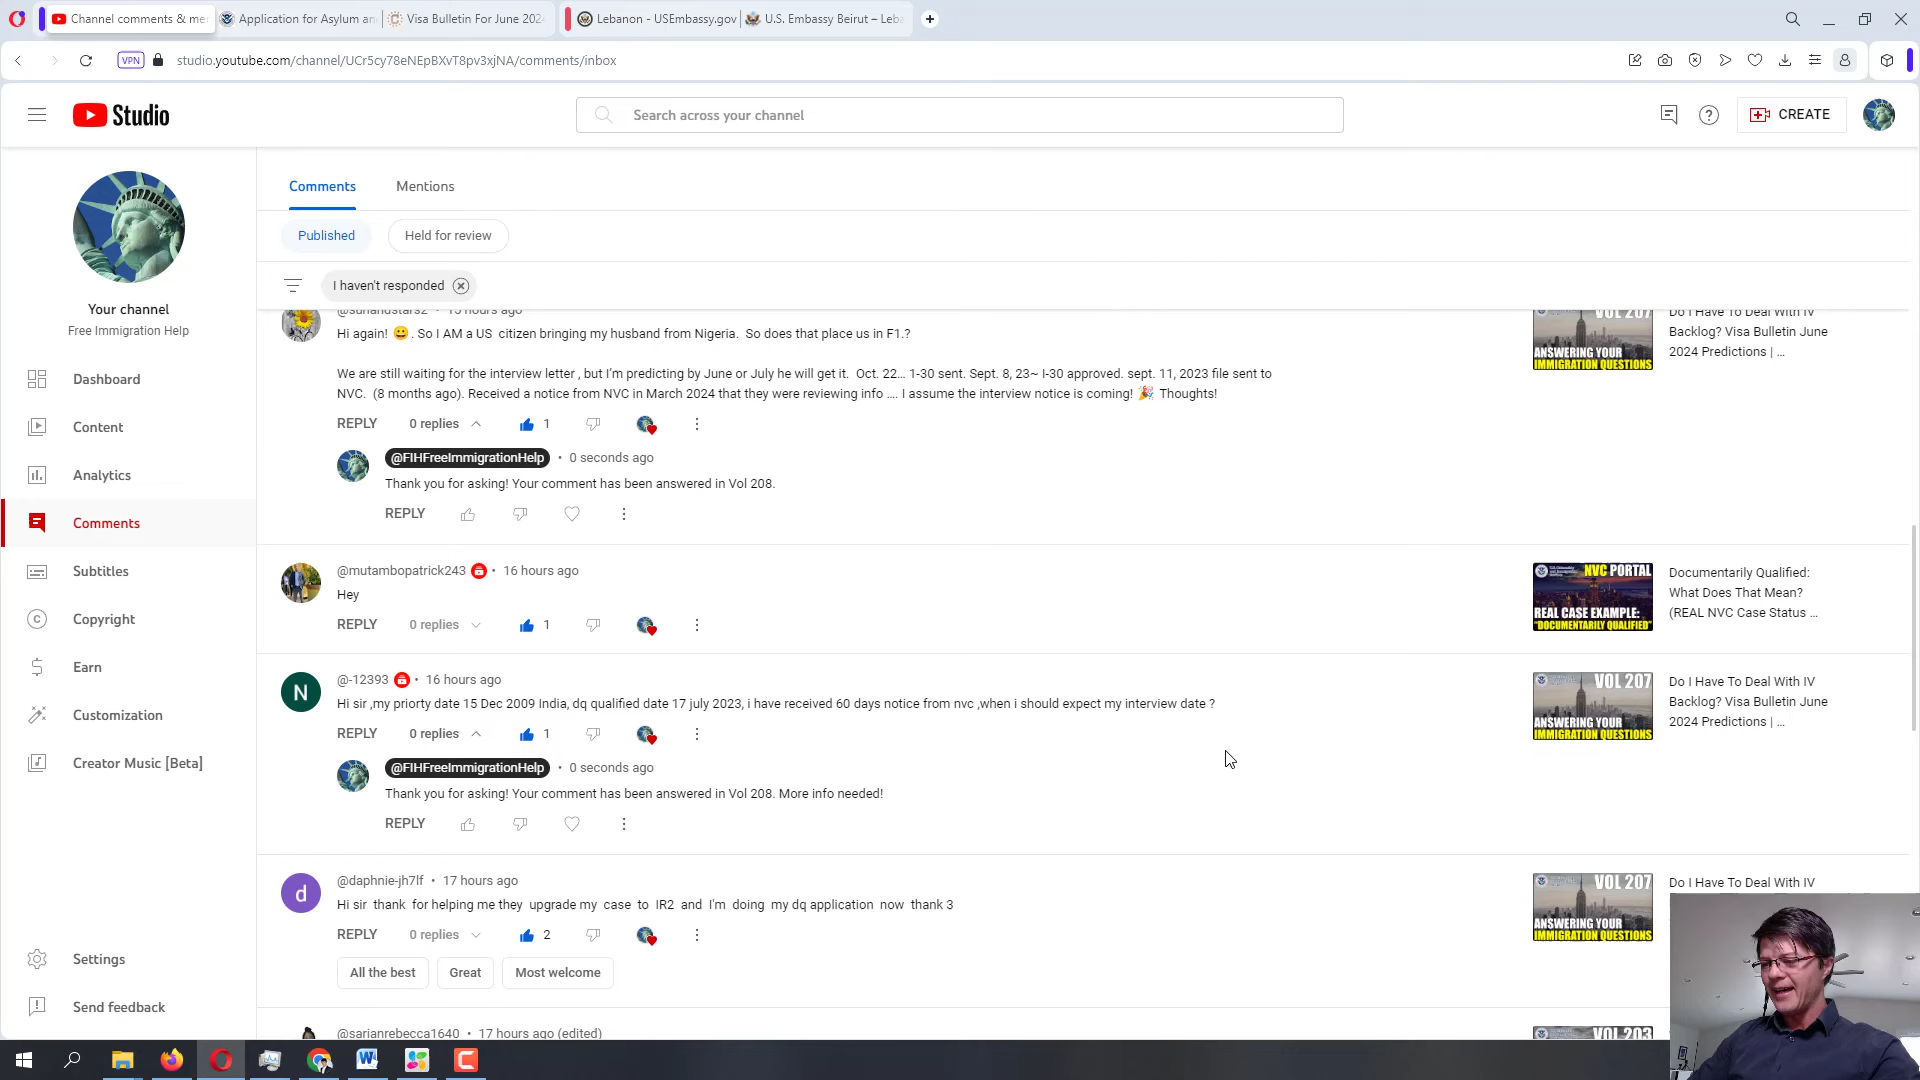 Channel comments & me
Application for Asylum an
Visa Bulletin For June 202
Lebanon - USEmbassy.gov
U.S. Embassy Beirut – Leba
VPN
studio.youtube.com/channel/UCr5cy78eNEpBXvT8pv3xjNA/comments/inbox
Studio
Search across your channel
CREATE
Your channel
Free Immigration Help
Dashboard
Content
Analytics
Comments
Subtitles
Copyright
Earn
Customization
Creator Music [Beta]
Settings
Send feedback
Comments
Mentions
Published
Held for review
I haven't responded
@suriandstars2 • 15 hours ago
Hi again! 😀 . So I AM a US citizen bringing my husband from Nigeria. So does that place us in F1.?
We are still waiting for the interview letter , but I'm predicting by June or July he will get it. Oct. 22... 1-30 sent. Sept. 8, 23~ I-30 approved. sept. 11, 2023 file sent to
NVC. (8 months ago). Received a notice from NVC in March 2024 that they were reviewing info .... I assume the interview notice is coming! 🎉 Thoughts!
REPLY 0 replies 1
@FIHFreeImmigrationHelp • 0 seconds ago
Thank you for asking! Your comment has been answered in Vol 208.
REPLY
VOL 207
ANSWERING YOUR
IMMIGRATION QUESTIONS
Do I Have To Deal With IV
Backlog? Visa Bulletin June
2024 Predictions | ...
@mutambopatrick243 • 16 hours ago
Hey
REPLY 0 replies 1
NVC PORTAL
REAL CASE EXAMPLE:
"DOCUMENTARILY QUALIFIED"
Documentarily Qualified:
What Does That Mean?
(REAL NVC Case Status ...
N
@-12393 • 16 hours ago
Hi sir ,my priorty date 15 Dec 2009 India, dq qualified date 17 july 2023, i have received 60 days notice from nvc ,when i should expect my interview date ?
REPLY 0 replies 1
@FIHFreeImmigrationHelp • 0 seconds ago
Thank you for asking! Your comment has been answered in Vol 208. More info needed!
REPLY
VOL 207
ANSWERING YOUR
IMMIGRATION QUESTIONS
Do I Have To Deal With IV
Backlog? Visa Bulletin June
2024 Predictions | ...
d
@daphnie-jh7lf • 17 hours ago
Hi sir thank for helping me they upgrade my case to IR2 and I'm doing my dq application now thank 3
REPLY 0 replies 2
All the best
Great
Most welcome
VOL 207
ANSWERING YOUR
IMMIGRATION QUESTIONS
Do I Have To Deal With IV
@sarianrebecca1640 • 17 hours ago (edited)
VOL 203